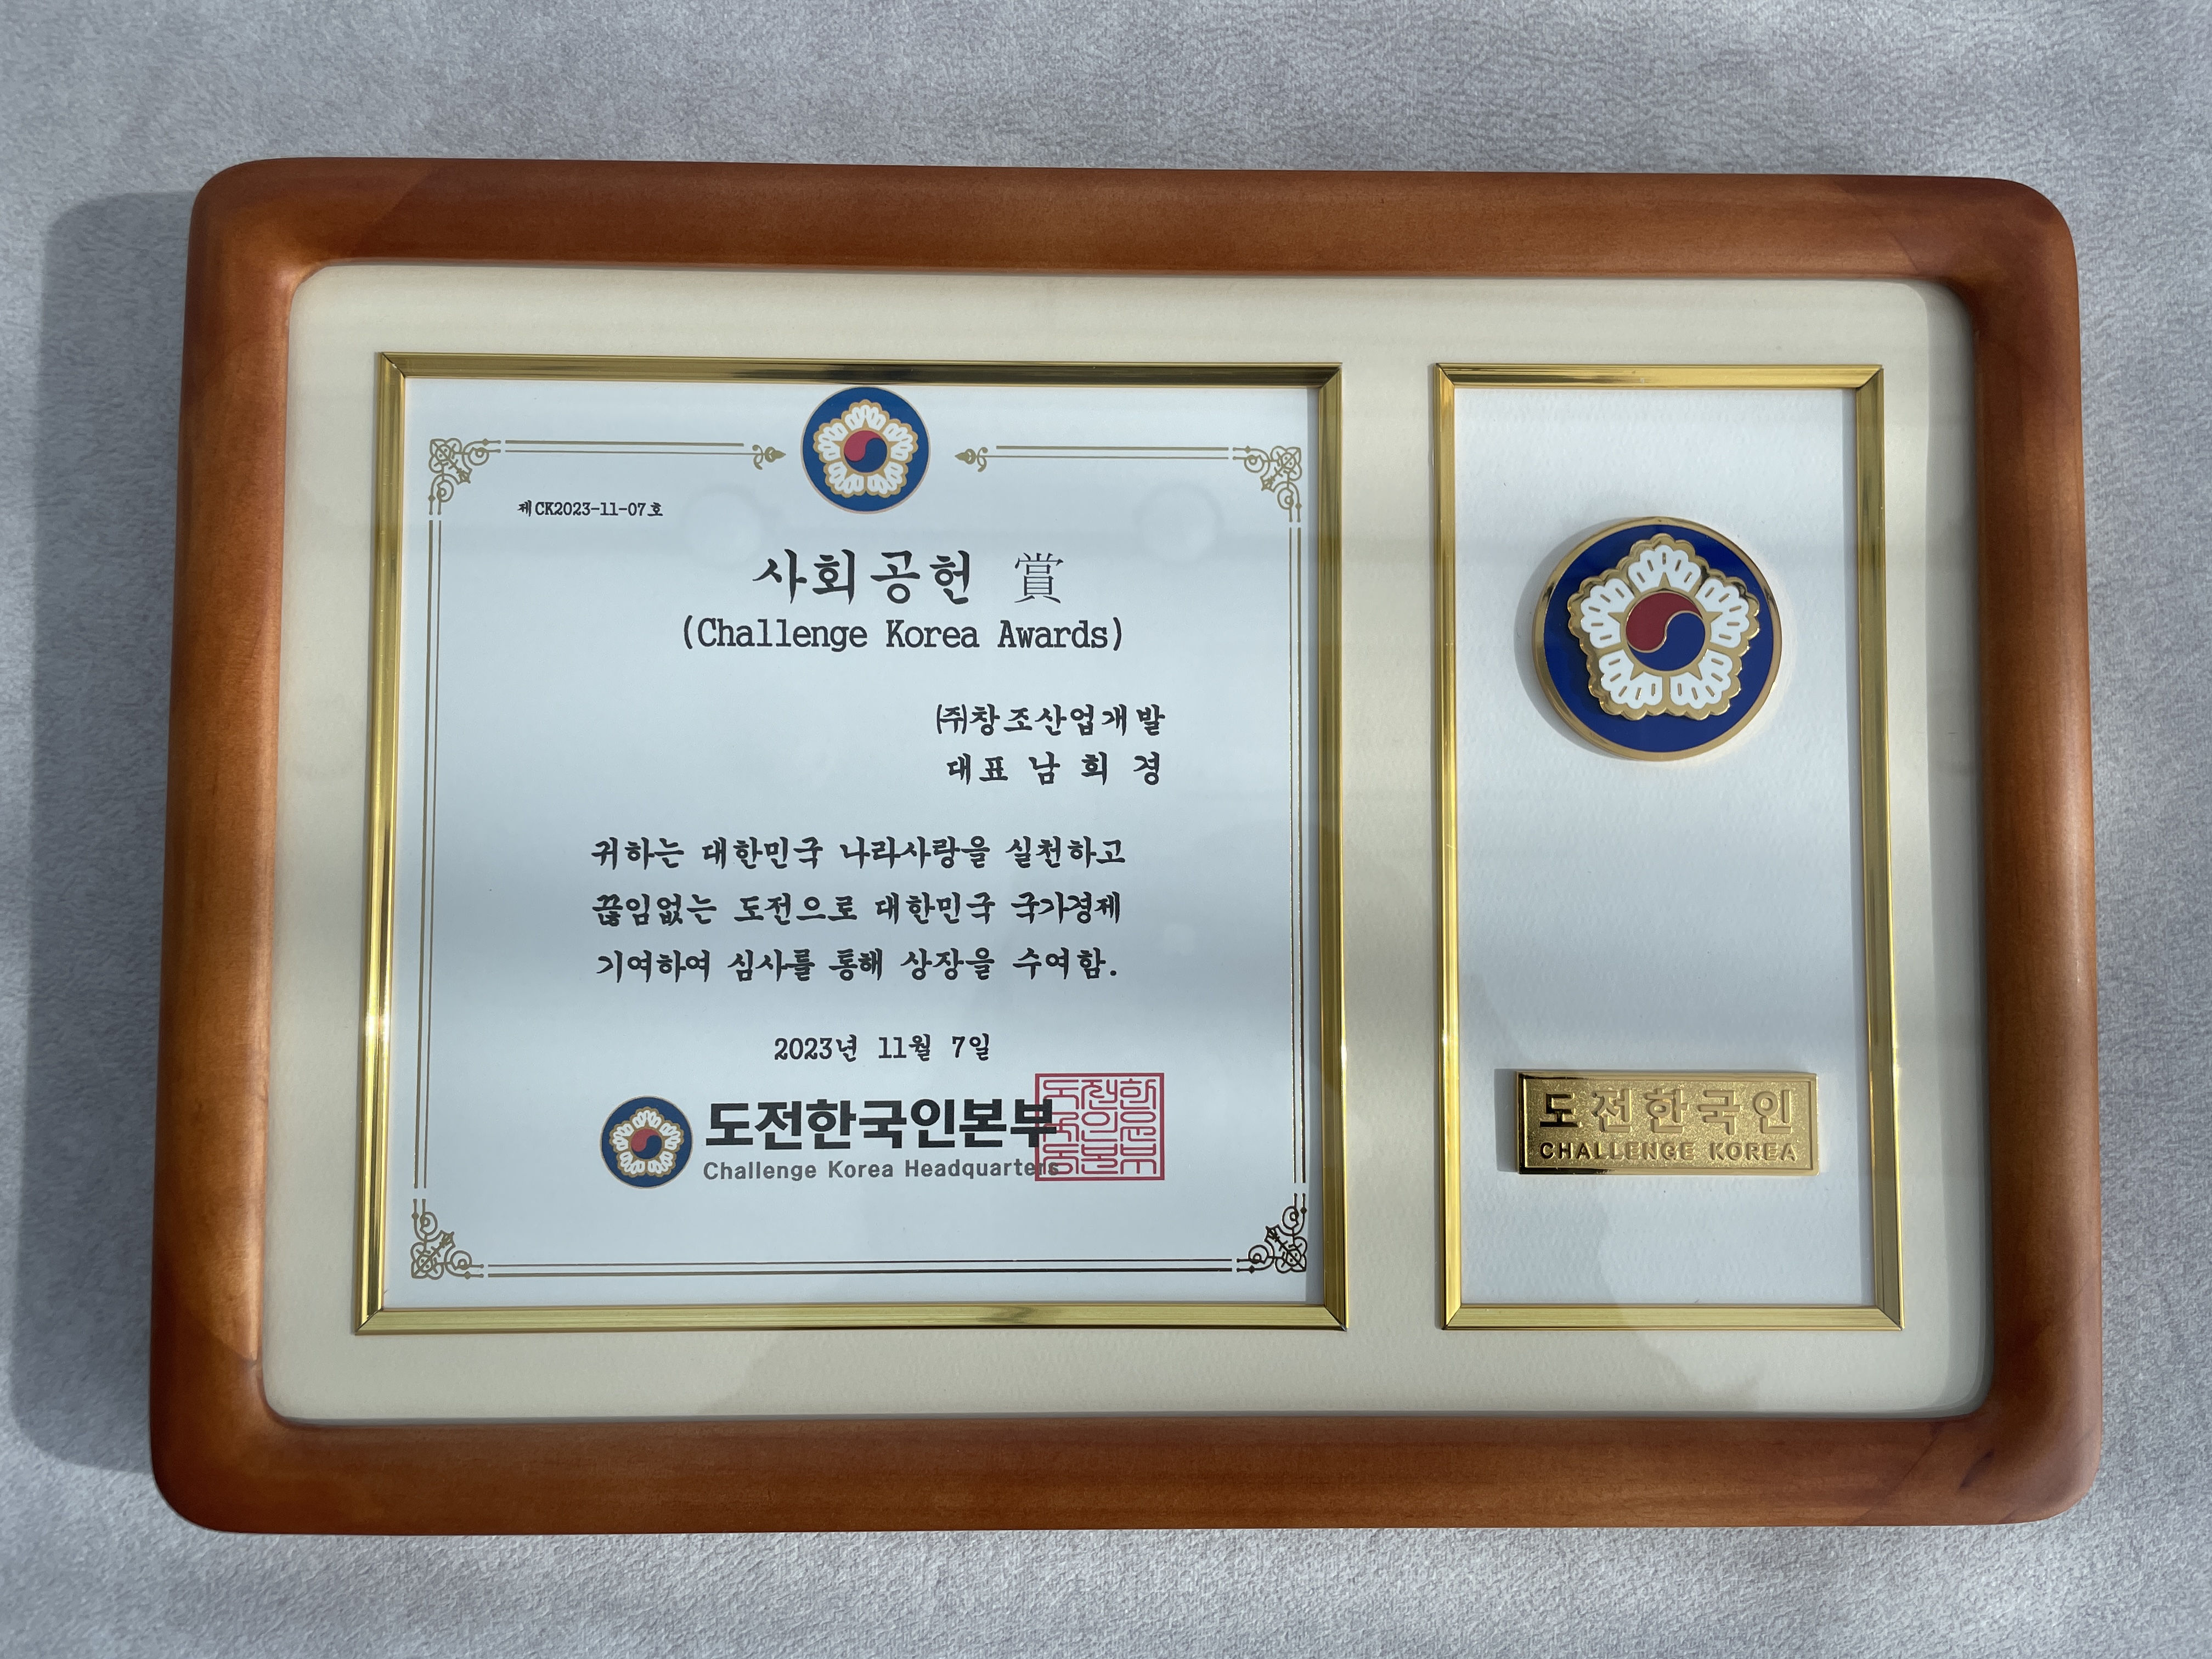 제CK2023-11-07호
사회공헌 賞
(Challenge Korea Awards)
㈜창조산업개발
대표 남 희 경
귀하는 대한민국 나라사랑을 실천하고
끊임없는 도전으로 대한민국 국가경제
기여하여 심사를 통해 상장을 수여함.
2023년 11월 7일
도전한국인본부
Challenge Korea Headquarters
도전한국인
CHALLENGE KOREA